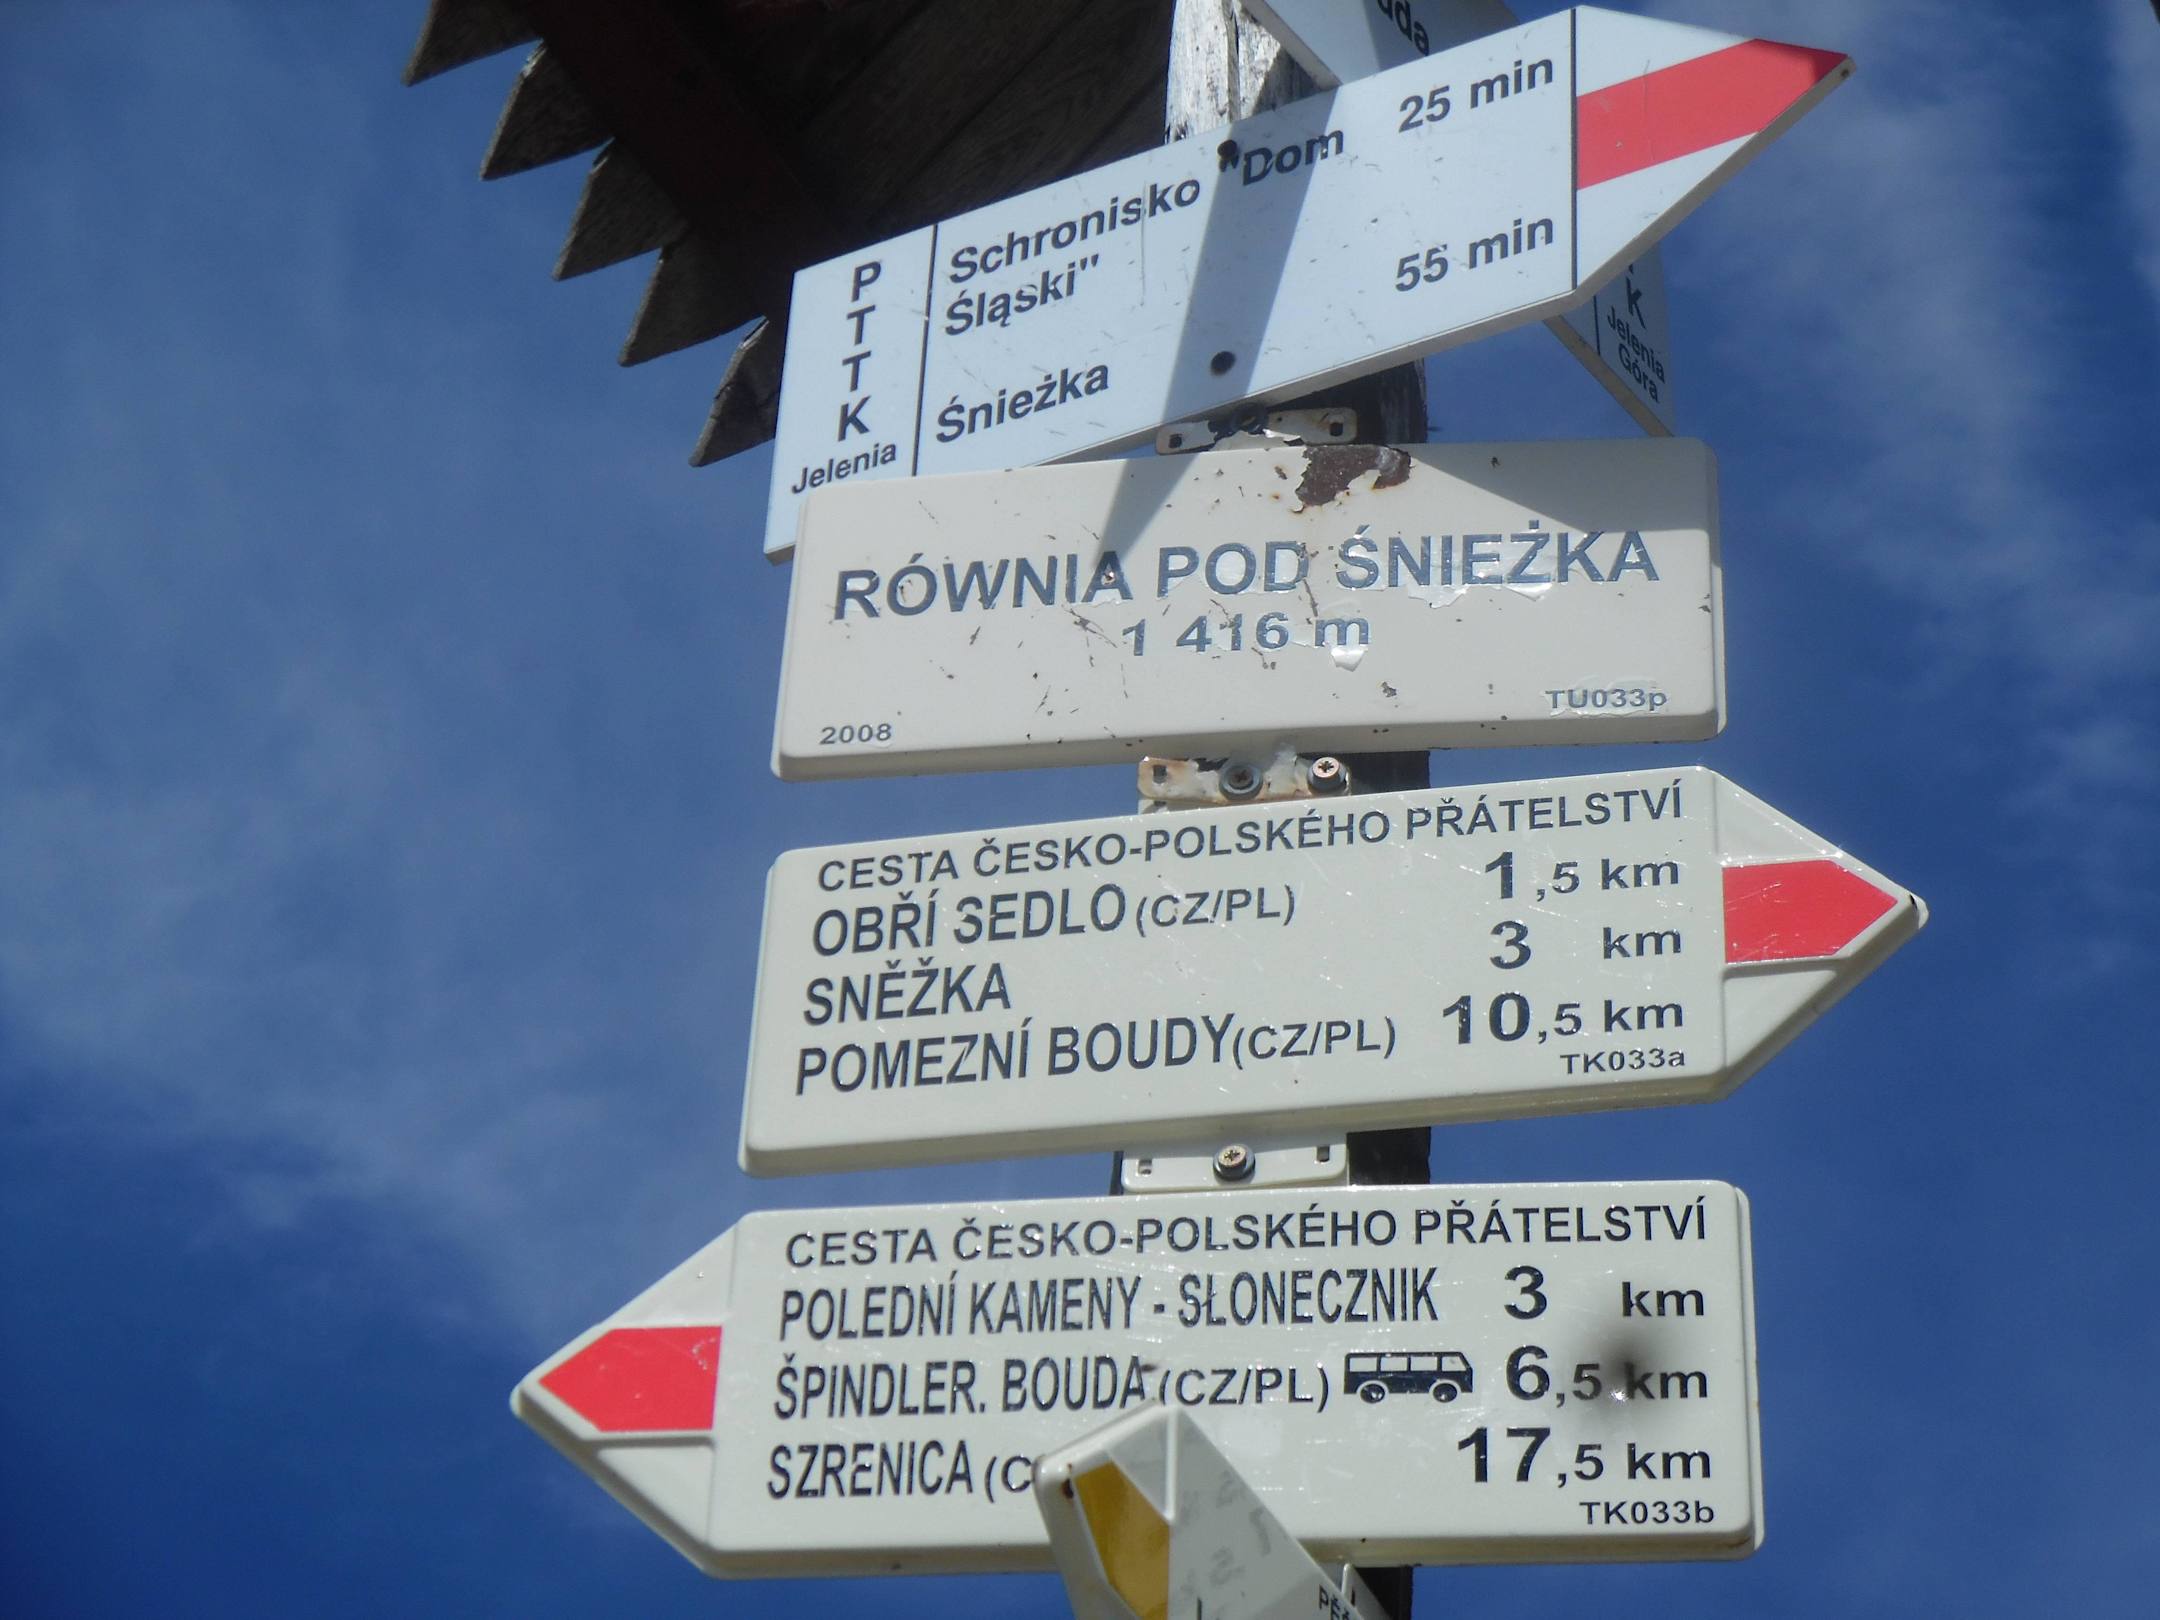 uda
PTTK
Jelenia
Schronisko "Dom 25 min
Śląski"
Śnieżka 55 min
K
Jelenia
Góra
RÓWNIA POD ŚNIEŻKA
1 416 m
2008 TU033p
CESTA ČESKO-POLSKÉHO PŘÁTELSTVÍ
OBŘÍ SEDLO (CZ/PL) 1,5 km
SNĚŽKA 3 km
POMEZNÍ BOUDY (CZ/PL) 10,5 km
TK033a
CESTA ČESKO-POLSKÉHO PŘÁTELSTVÍ
POLEDNÍ KAMENY - SŁONECZNIK 3 km
ŠPINDLER. BOUDA (CZ/PL) 6,5 km
SZRENICA (C 17,5 km
TK033b